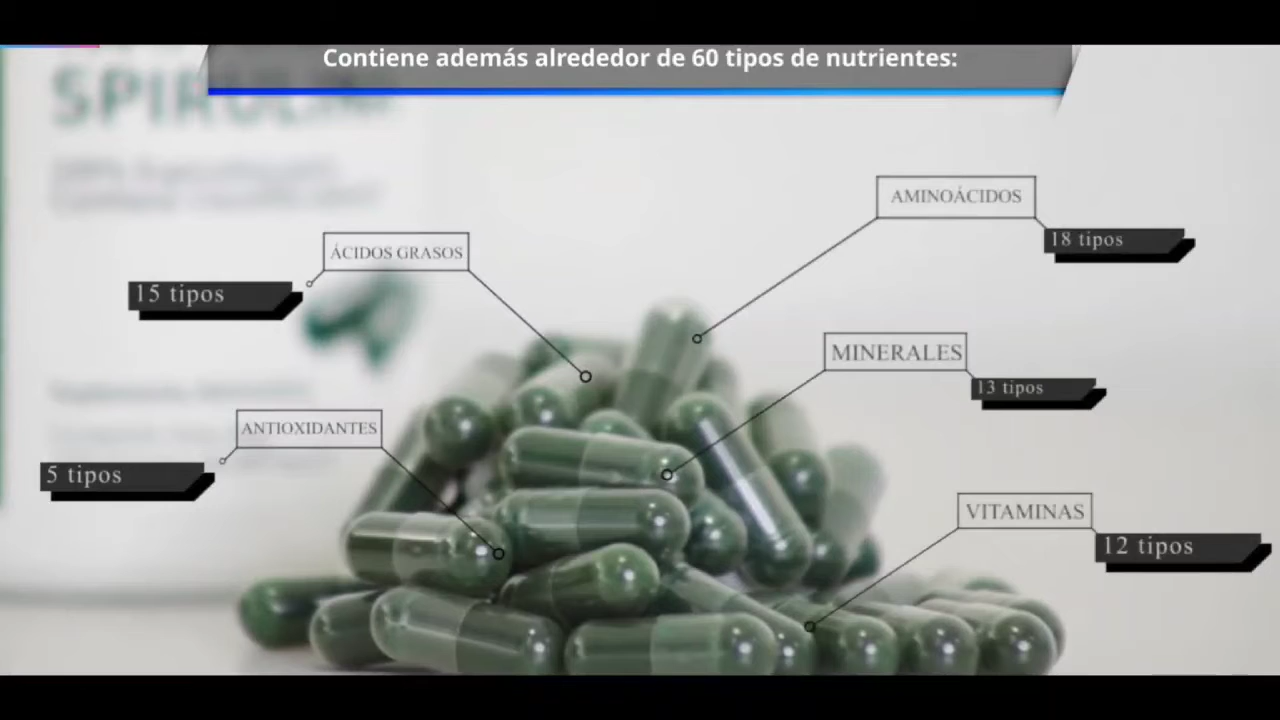 Contiene además alrededor de 60 tipos de nutrientes:
SPIRULINA
AMINOÁCIDOS
18 tipos
ÁCIDOS GRASOS
15 tipos
MINERALES
13 tipos
ANTIOXIDANTES
5 tipos
VITAMINAS
12 tipos